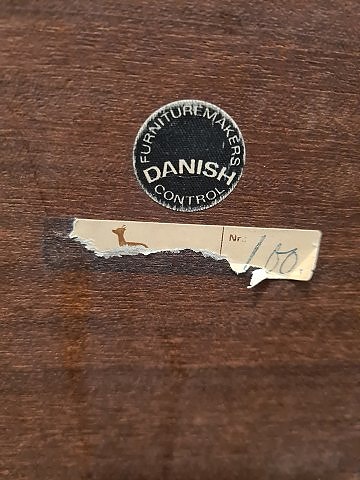 FURNITUREMAKERS
DANISH
CONTROL
Nr. 100